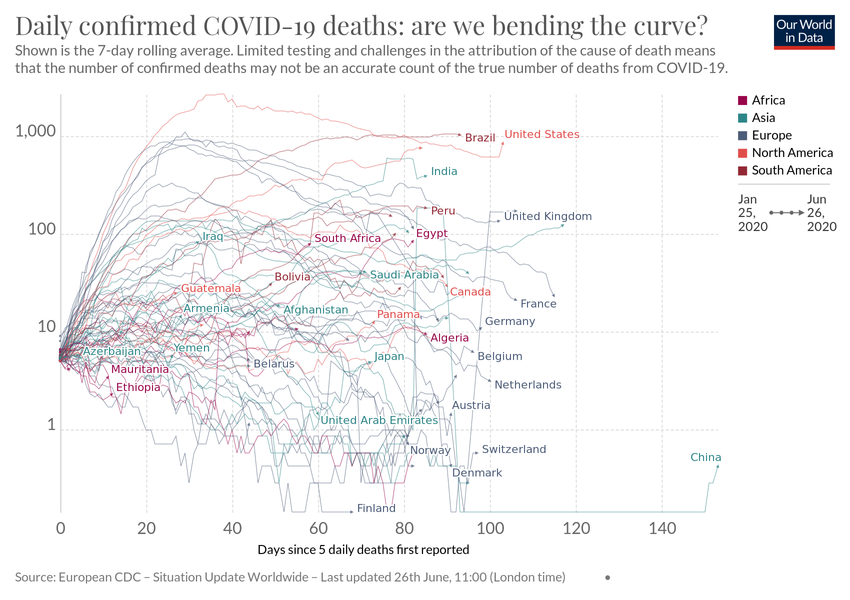 Daily confirmed COVID-19 deaths: are we bending the curve?
Our World
in Data
Shown is the 7-day rolling average. Limited testing and challenges in the attribution of the cause of death means
that the number of confirmed deaths may not be an accurate count of the true number of deaths from COVID-19.
1,000
100
10
1
Brazil
United States
India
Peru
United Kingdom
Iraq
South Africa
Egypt
Bolivia
Saudi Arabia
Guatemala
Canada
France
Armenia
Afghanistan
Panama
Germany
Algeria
Azerbaijan
Yemen
Japan
Belgium
Mauritania
Belarus
Ethiopia
Netherlands
Austria
United Arab Emirates
Norway
Switzerland
China
Denmark
Finland
0
20
40
60
80
100
120
140
Days since 5 daily deaths first reported
Africa
Asia
Europe
North America
South America
Jan
25,
2020
Jun
26,
2020
Source: European CDC – Situation Update Worldwide – Last updated 26th June, 11:00 (London time)